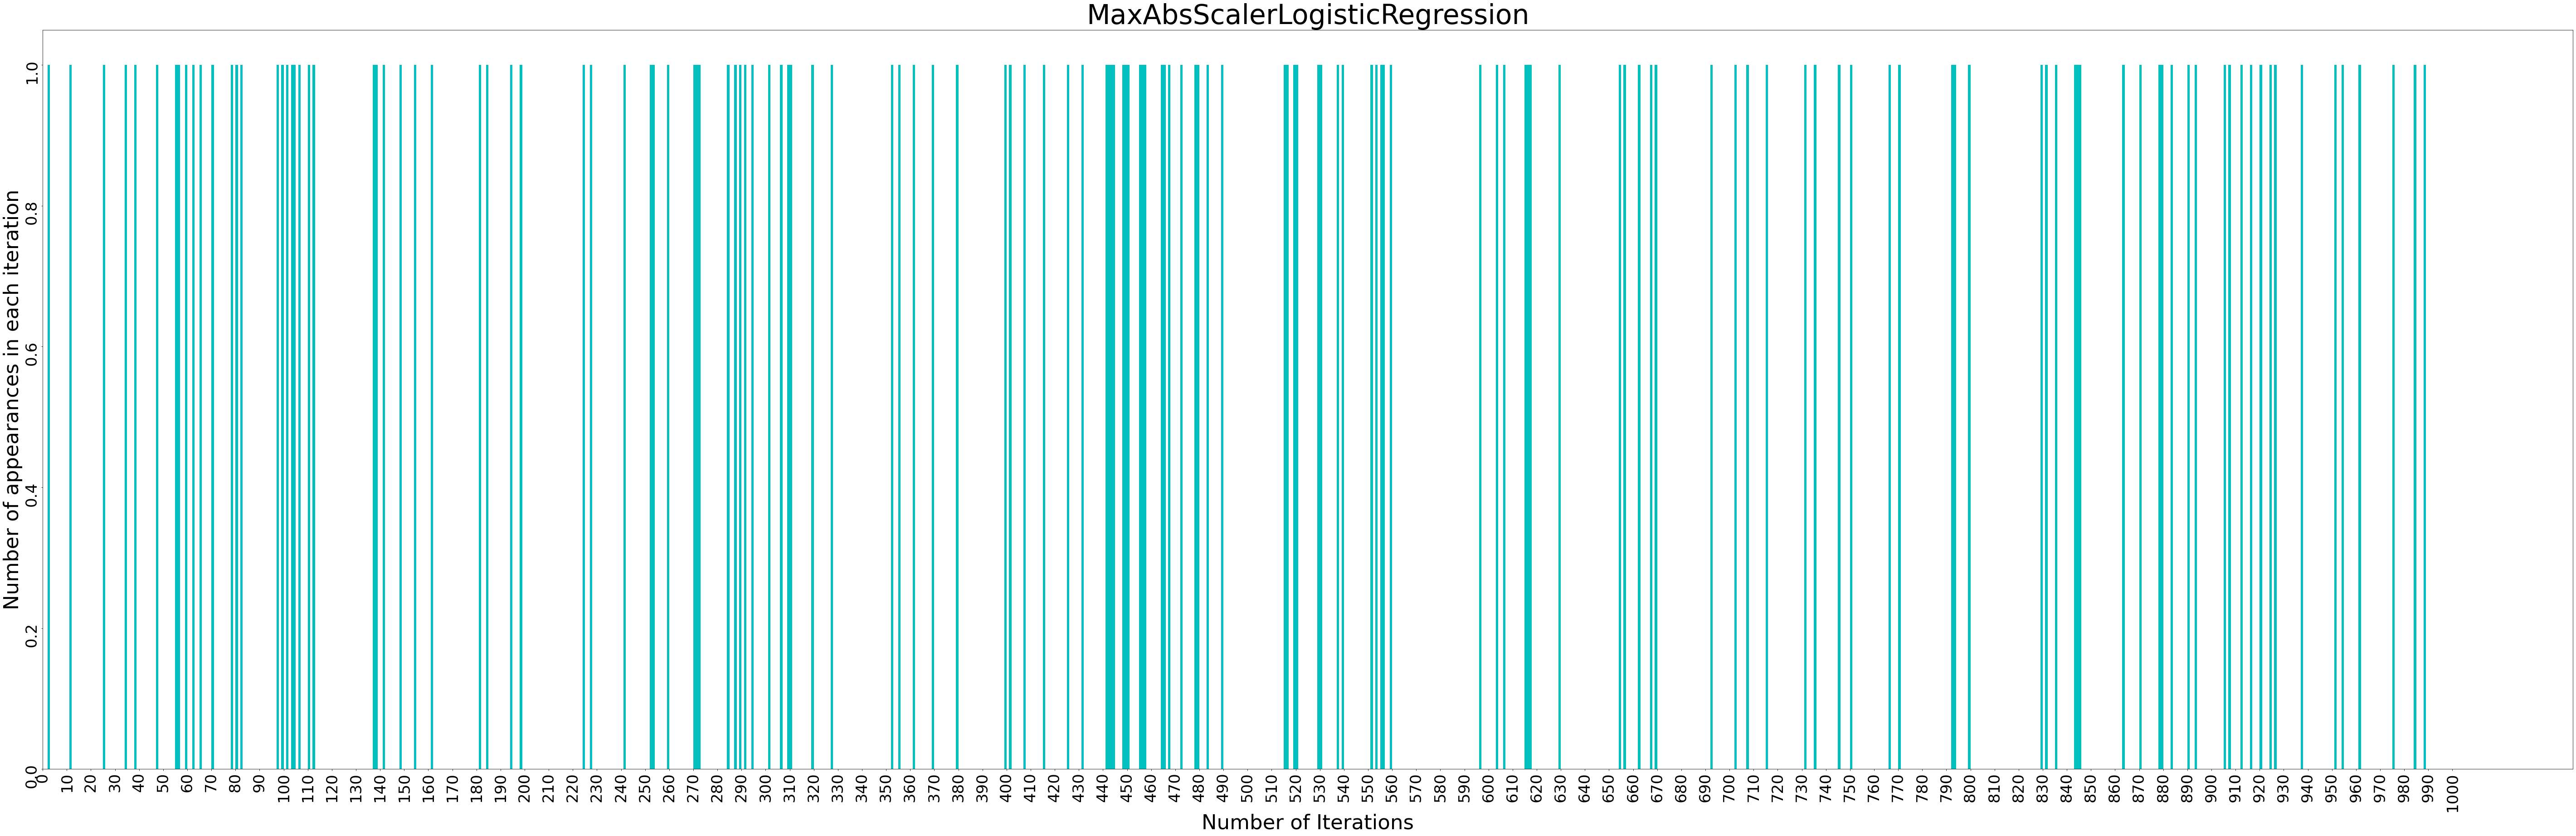 MaxAbsScalerLogisticRegression
Number of appearances in each iteration
1.0
0.8
0.6
0.4
0.2
0.0
0 10 20 30 40 50 60 70 80 90 100 110 120 130 140 150 160 170 180 190 200 210 220 230 240 250 260 270 280 290 300 310 320 330 340 350 360 370 380 390 400 410 420 430 440 450 460 470 480 490 500 510 520 530 540 550 560 570 580 590 600 610 620 630 640 650 660 670 680 690 700 710 720 730 740 750 760 770 780 790 800 810 820 830 840 850 860 870 880 890 900 910 920 930 940 950 960 970 980 990 1000
Number of Iterations